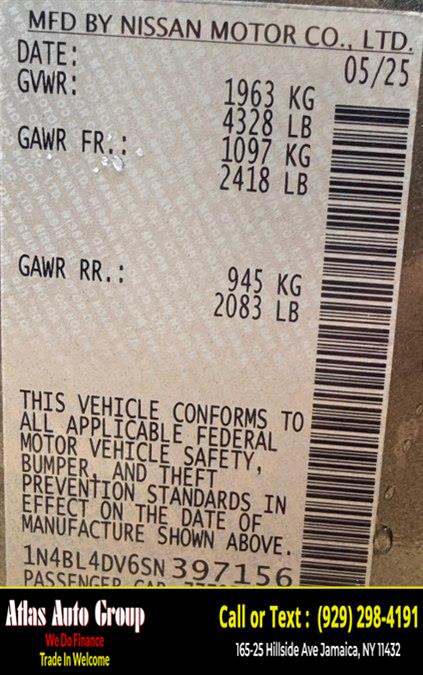 MFD BY NISSAN MOTOR CO., LTD.
DATE: 05/25
GVWR: 1963 KG
4328 LB
GAWR FR.: 1097 KG
2418 LB
GAWR RR.: 945 KG
2083 LB
THIS VEHICLE CONFORMS TO
ALL APPLICABLE FEDERAL
MOTOR VEHICLE SAFETY,
BUMPER, AND THEFT
PREVENTION STANDARDS IN
EFFECT ON THE DATE OF
MANUFACTURE SHOWN ABOVE.
1N4BL4DV6SN397156
PASSENGER CAR
Atlas Auto Group
We Do Finance
Trade In Welcome
Call or Text : (929) 298-4191
165-25 Hillside Ave Jamaica, NY 11432